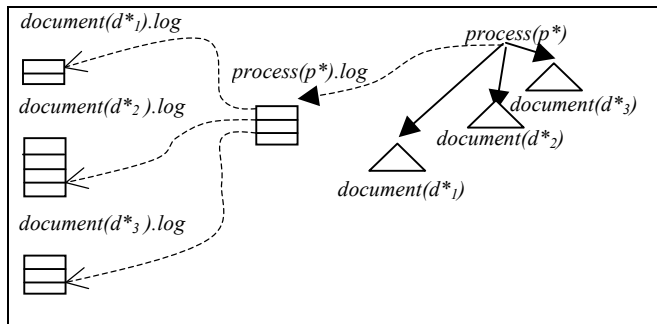 document(d*1).log
process(p*)
process(p*).log
document(d*2).log
document(d*3)
document(d*2)
document(d*1)
document(d*3 ).log